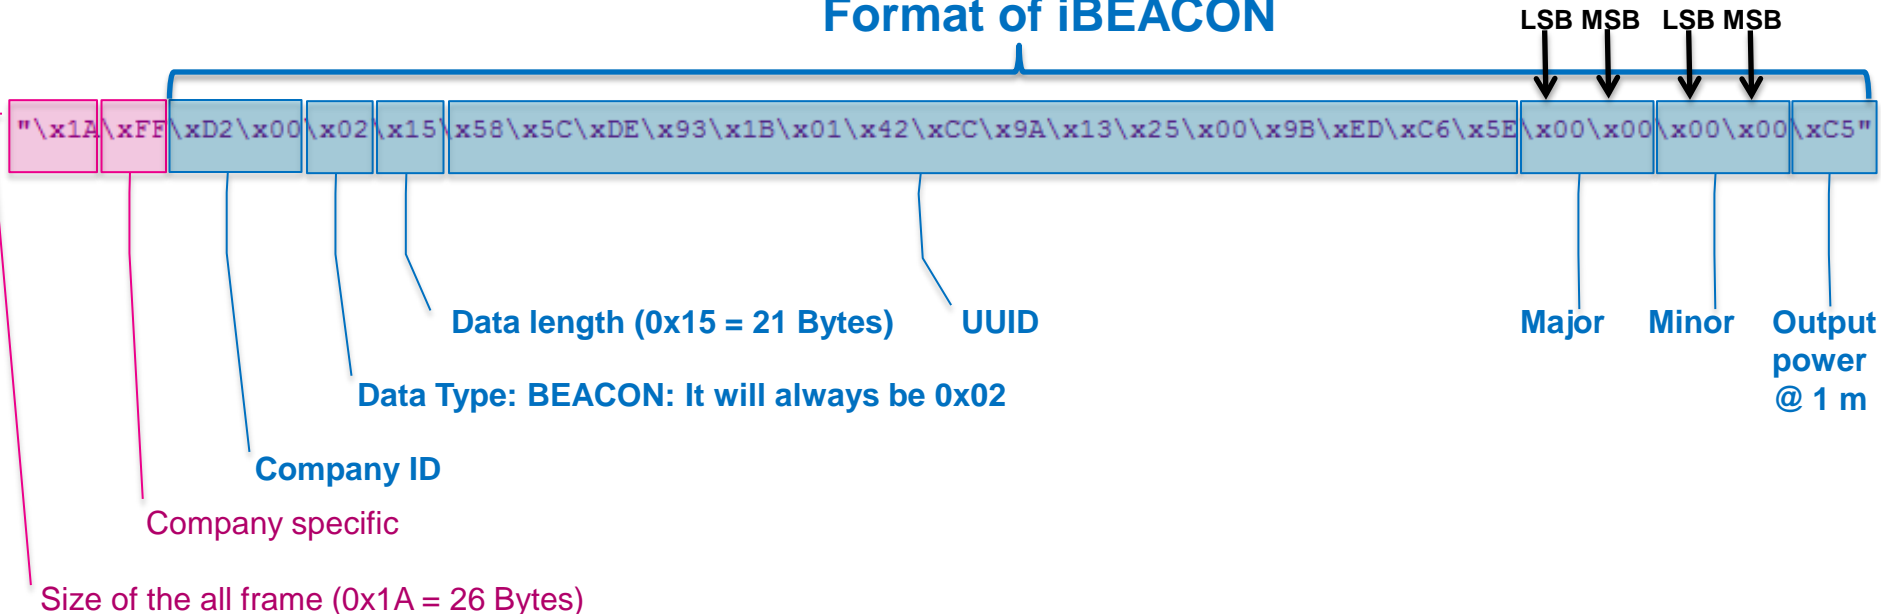 Format of iBEACON
LSB MSB LSB MSB
"\x1A\xFF\xD2\x00\x02\x15\x58\x5C\xDE\x93\x1B\x01\x42\xCC\x9A\x13\x25\x00\x9B\xED\xC6\x5E\x00\x00\x00\x00\xC5"
Data length (0x15 = 21 Bytes)
UUID
Major
Minor
Output
power
@ 1 m
Data Type: BEACON: It will always be 0x02
Company ID
Company specific
Size of the all frame (0x1A = 26 Bytes)